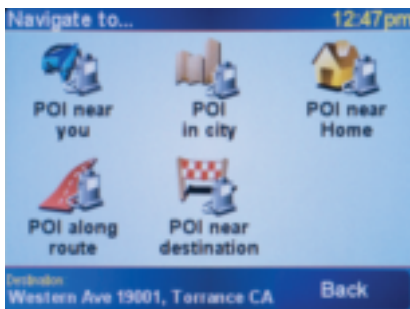 Navigate to...
12:47pm
POI near
you
POI
in city
POI near
Home
POI along
route
POI near
destination
Destination
Western Ave 19001, Torrance CA
Back